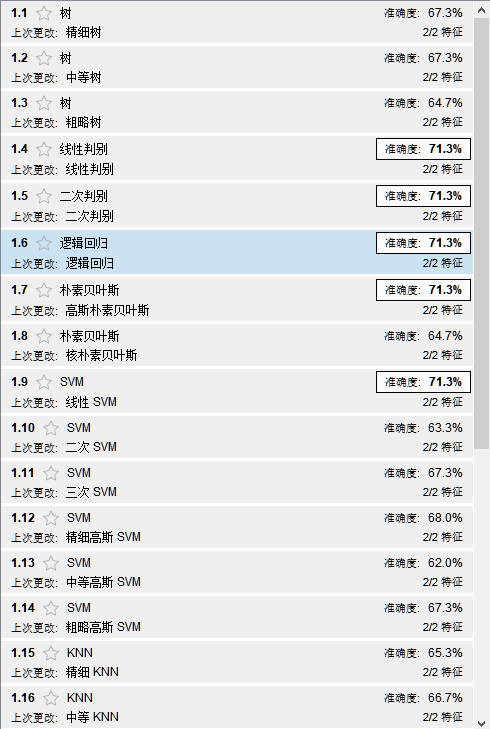 1.1 树 准确度: 67.3%
上次更改: 精细树 2/2 特征
1.2 树 准确度: 67.3%
上次更改: 中等树 2/2 特征
1.3 树 准确度: 64.7%
上次更改: 粗略树 2/2 特征
1.4 线性判别 准确度: 71.3%
上次更改: 线性判别 2/2 特征
1.5 二次判别 准确度: 71.3%
上次更改: 二次判别 2/2 特征
1.6 逻辑回归 准确度: 71.3%
上次更改: 逻辑回归 2/2 特征
1.7 朴素贝叶斯 准确度: 71.3%
上次更改: 高斯朴素贝叶斯 2/2 特征
1.8 朴素贝叶斯 准确度: 64.7%
上次更改: 核朴素贝叶斯 2/2 特征
1.9 SVM 准确度: 71.3%
上次更改: 线性 SVM 2/2 特征
1.10 SVM 准确度: 63.3%
上次更改: 二次 SVM 2/2 特征
1.11 SVM 准确度: 67.3%
上次更改: 三次 SVM 2/2 特征
1.12 SVM 准确度: 68.0%
上次更改: 精细高斯 SVM 2/2 特征
1.13 SVM 准确度: 62.0%
上次更改: 中等高斯 SVM 2/2 特征
1.14 SVM 准确度: 67.3%
上次更改: 粗略高斯 SVM 2/2 特征
1.15 KNN 准确度: 65.3%
上次更改: 精细 KNN 2/2 特征
1.16 KNN 准确度: 66.7%
上次更改: 中等 KNN 2/2 特征